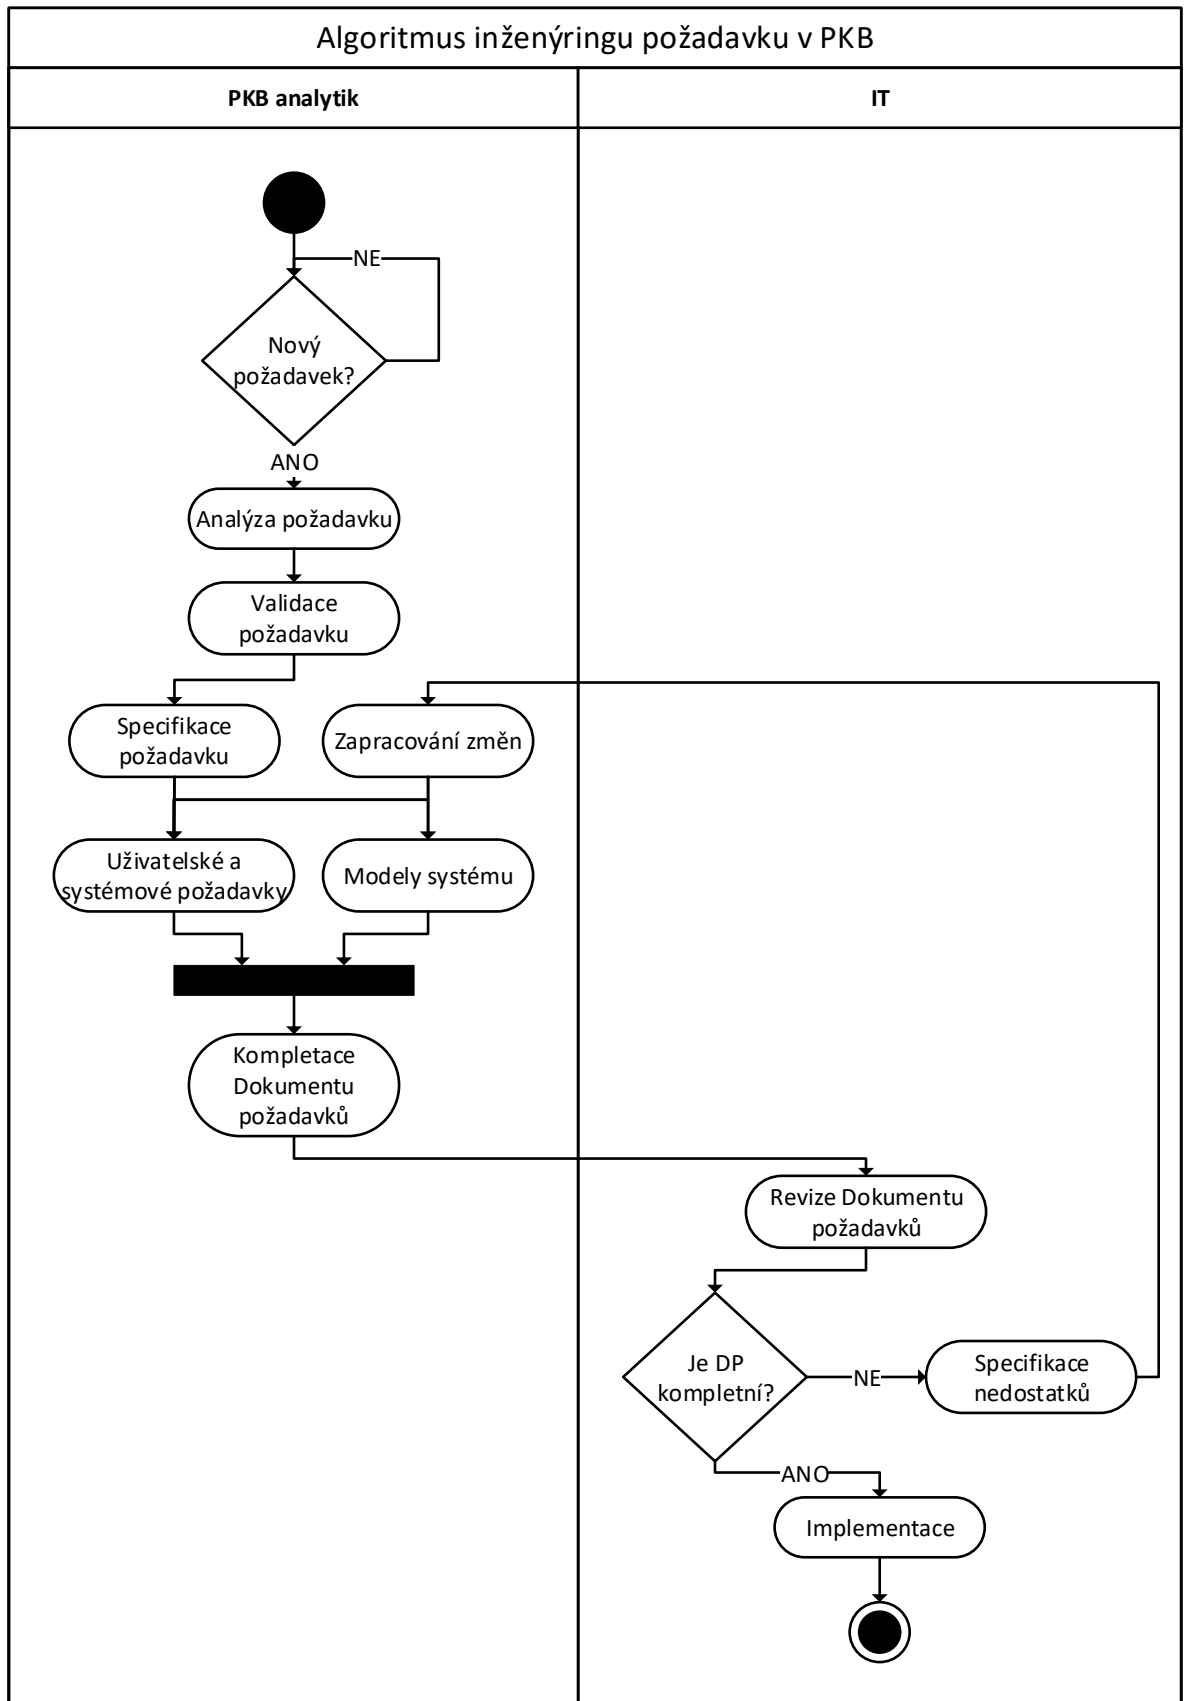 Algoritmus inženýringu požadavku v PKB
PKB analytik
IT
NE
Nový
požadavek?
ANO
Analýza požadavku
Validace
požadavku
Specifikace
požadavku
Zapracování změn
Uživatelské a
systémové požadavky
Modely systému
Kompletace
Dokumentu
požadavků
Revize Dokumentu
požadavků
Je DP
kompletní?
NE
Specifikace
nedostatků
ANO
Implementace